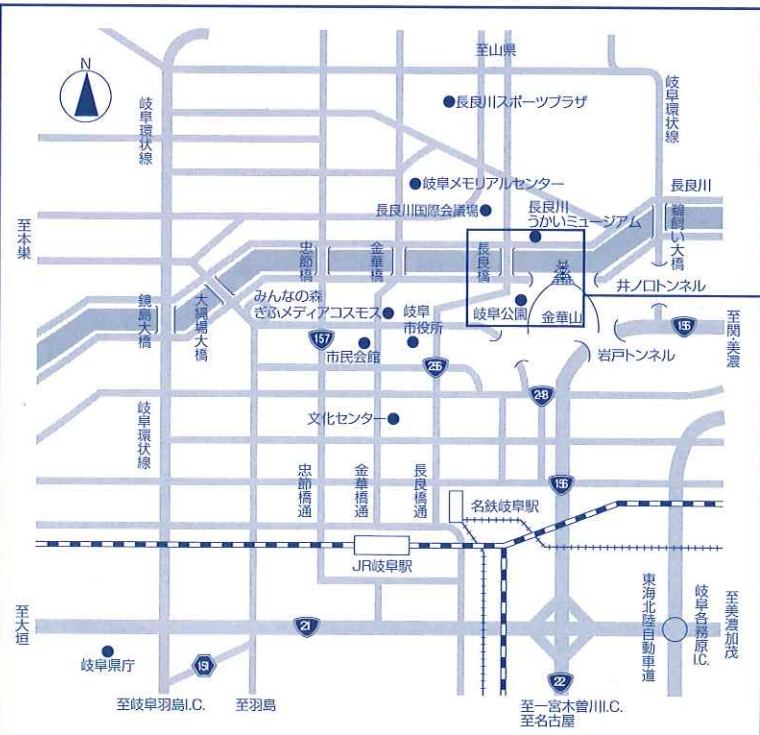 N
至山県
岐阜環状線
岐阜環状線
長良川スポーツプラザ
岐阜メモリアルセンター
長良川
長良川国際会議場
長良川
うかいミュージアム
鵜飼い大橋
至本巣
忠節橋
金華橋
長良橋
井ノ口トンネル
鏡島大橋
大縄場大橋
みんなの森
ぎふメディアコスモス
岐阜
市役所
岐阜公園
金華山
156
至関・美濃
157
市民会館
256
岩戸トンネル
248
岐阜環状線
文化センター
忠節橋通
金華橋通
長良橋通
156
名鉄岐阜駅
JR岐阜駅
至大垣
21
東海北陸自動車道
岐阜各務原I.C.
至美濃加茂
岐阜県庁
151
22
至岐阜羽島I.C.
至羽島
至一宮木曽川I.C.
至名古屋